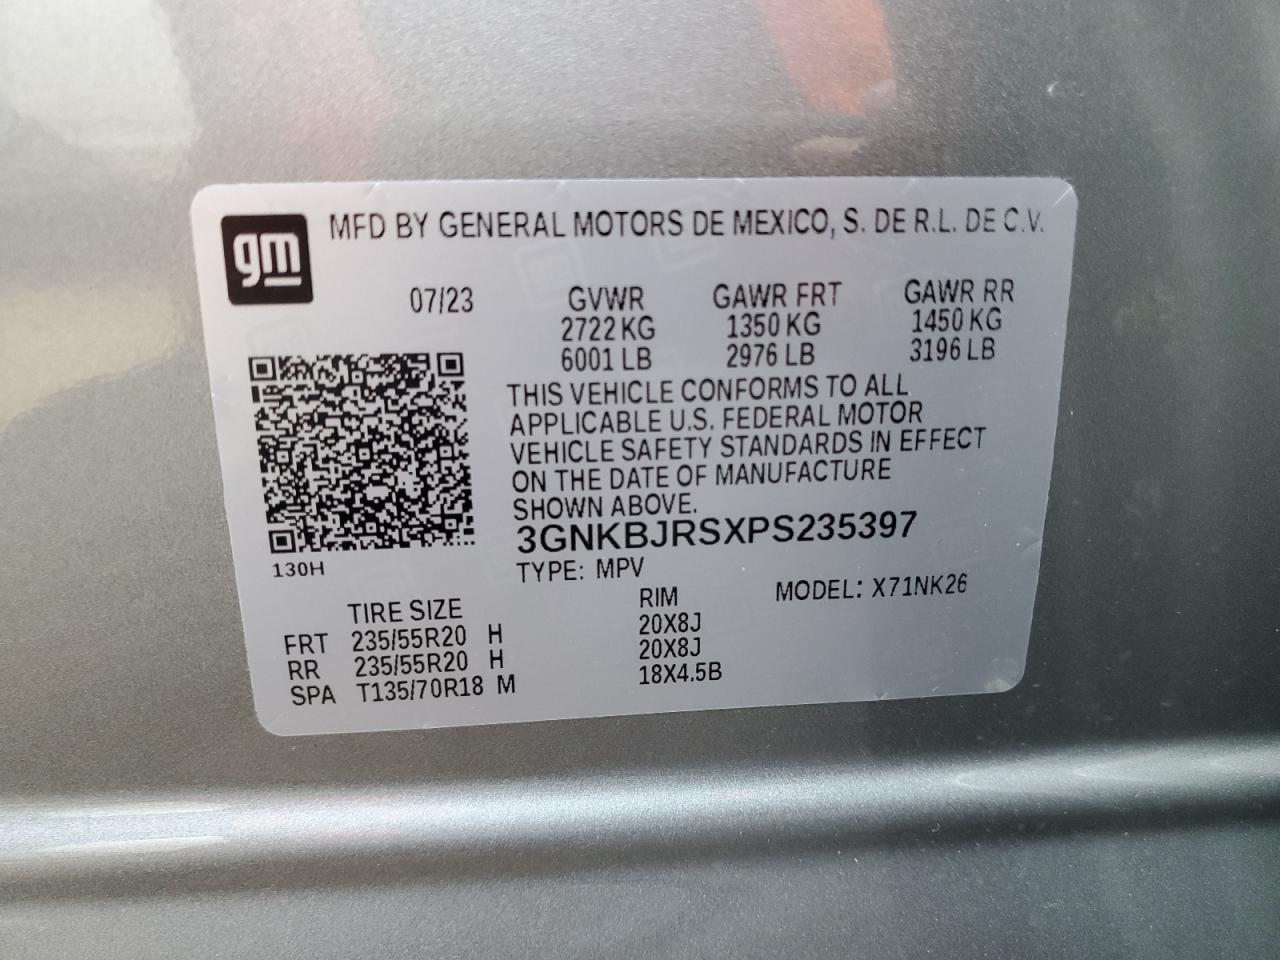 gm
MFD BY GENERAL MOTORS DE MEXICO, S. DE R.L. DE C.V.
07/23 GVWR GAWR FRT GAWR RR
2722 KG 1350 KG 1450 KG
6001 LB 2976 LB 3196 LB
THIS VEHICLE CONFORMS TO ALL
APPLICABLE U.S. FEDERAL MOTOR
VEHICLE SAFETY STANDARDS IN EFFECT
ON THE DATE OF MANUFACTURE
SHOWN ABOVE.
3GNKBJRSXPS235397
130H
TYPE: MPV MODEL: X71NK26
TIRE SIZE RIM
FRT 235/55R20 H 20X8J
RR 235/55R20 H 20X8J
SPA T135/70R18 M 18X4.5B